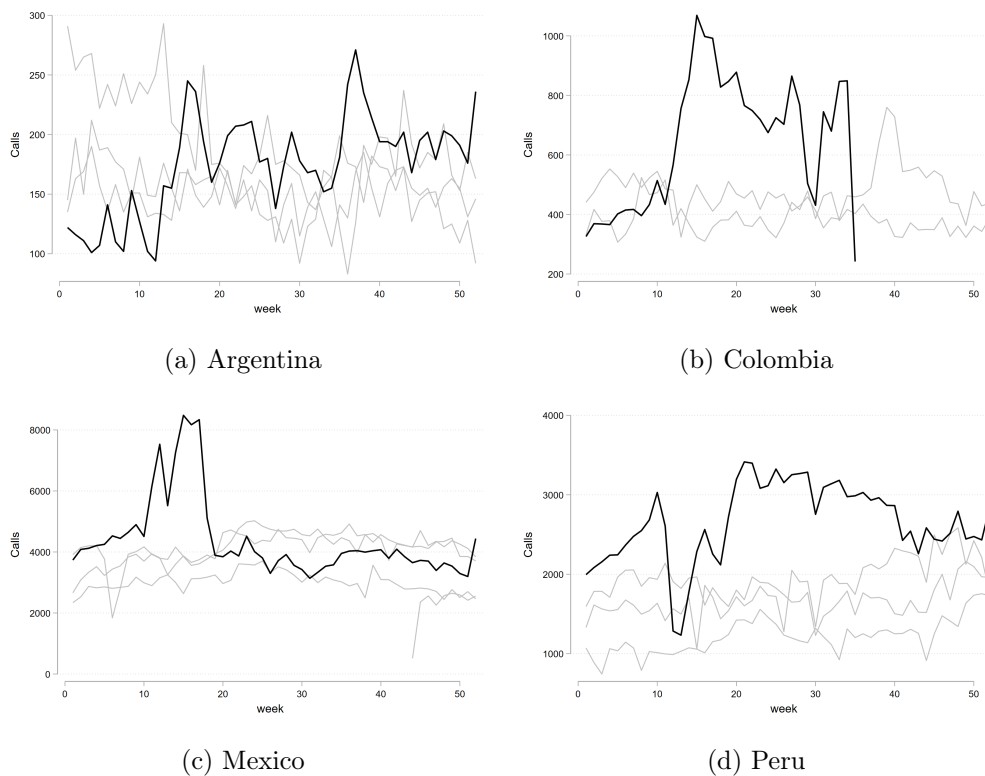 300
250
200
150
100
Calls
0 10 20 30 40 50
week
(a) Argentina
1000
800
600
400
200
Calls
0 10 20 30 40 50
week
(b) Colombia
8000
6000
4000
2000
0
Calls
0 10 20 30 40 50
week
(c) Mexico
4000
3000
2000
1000
Calls
0 10 20 30 40 50
week
(d) Peru